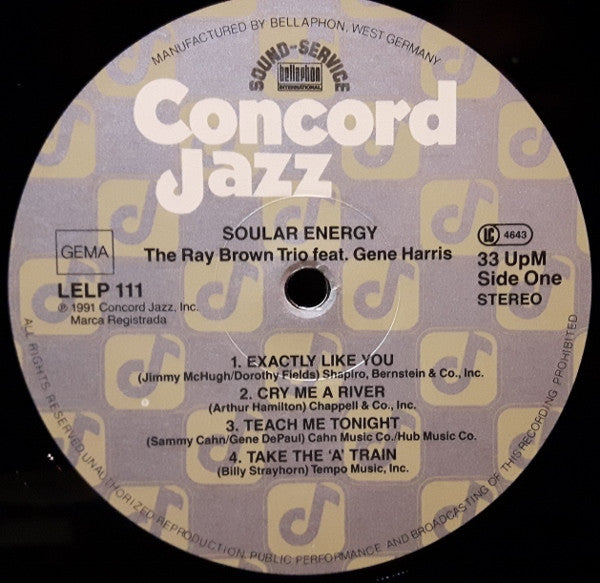 MANUFACTURED BY BELLAPHON, WEST GERMANY
SOUND-SERVICE
bellaphon
INTERNATIONAL
Concord
Jazz
SOULAR ENERGY
The Ray Brown Trio feat. Gene Harris
GEMA
LELP 111
℗ 1991 Concord Jazz, Inc.
Marca Registrada
LC 4643
33 UpM
Side One
STEREO
1. EXACTLY LIKE YOU
(Jimmy McHugh/Dorothy Fields) Shapiro, Bernstein & Co., Inc.
2. CRY ME A RIVER
(Arthur Hamilton) Chappell & Co., Inc.
3. TEACH ME TONIGHT
(Sammy Cahn/Gene DePaul) Cahn Music Co./Hub Music Co.
4. TAKE THE ‘A’ TRAIN
(Billy Strayhorn) Tempo Music, Inc.
ALL RIGHTS RESERVED. UNAUTHORIZED REPRODUCTION, PUBLIC PERFORMANCE AND BROADCASTING OF THIS RECORDING PROHIBITED